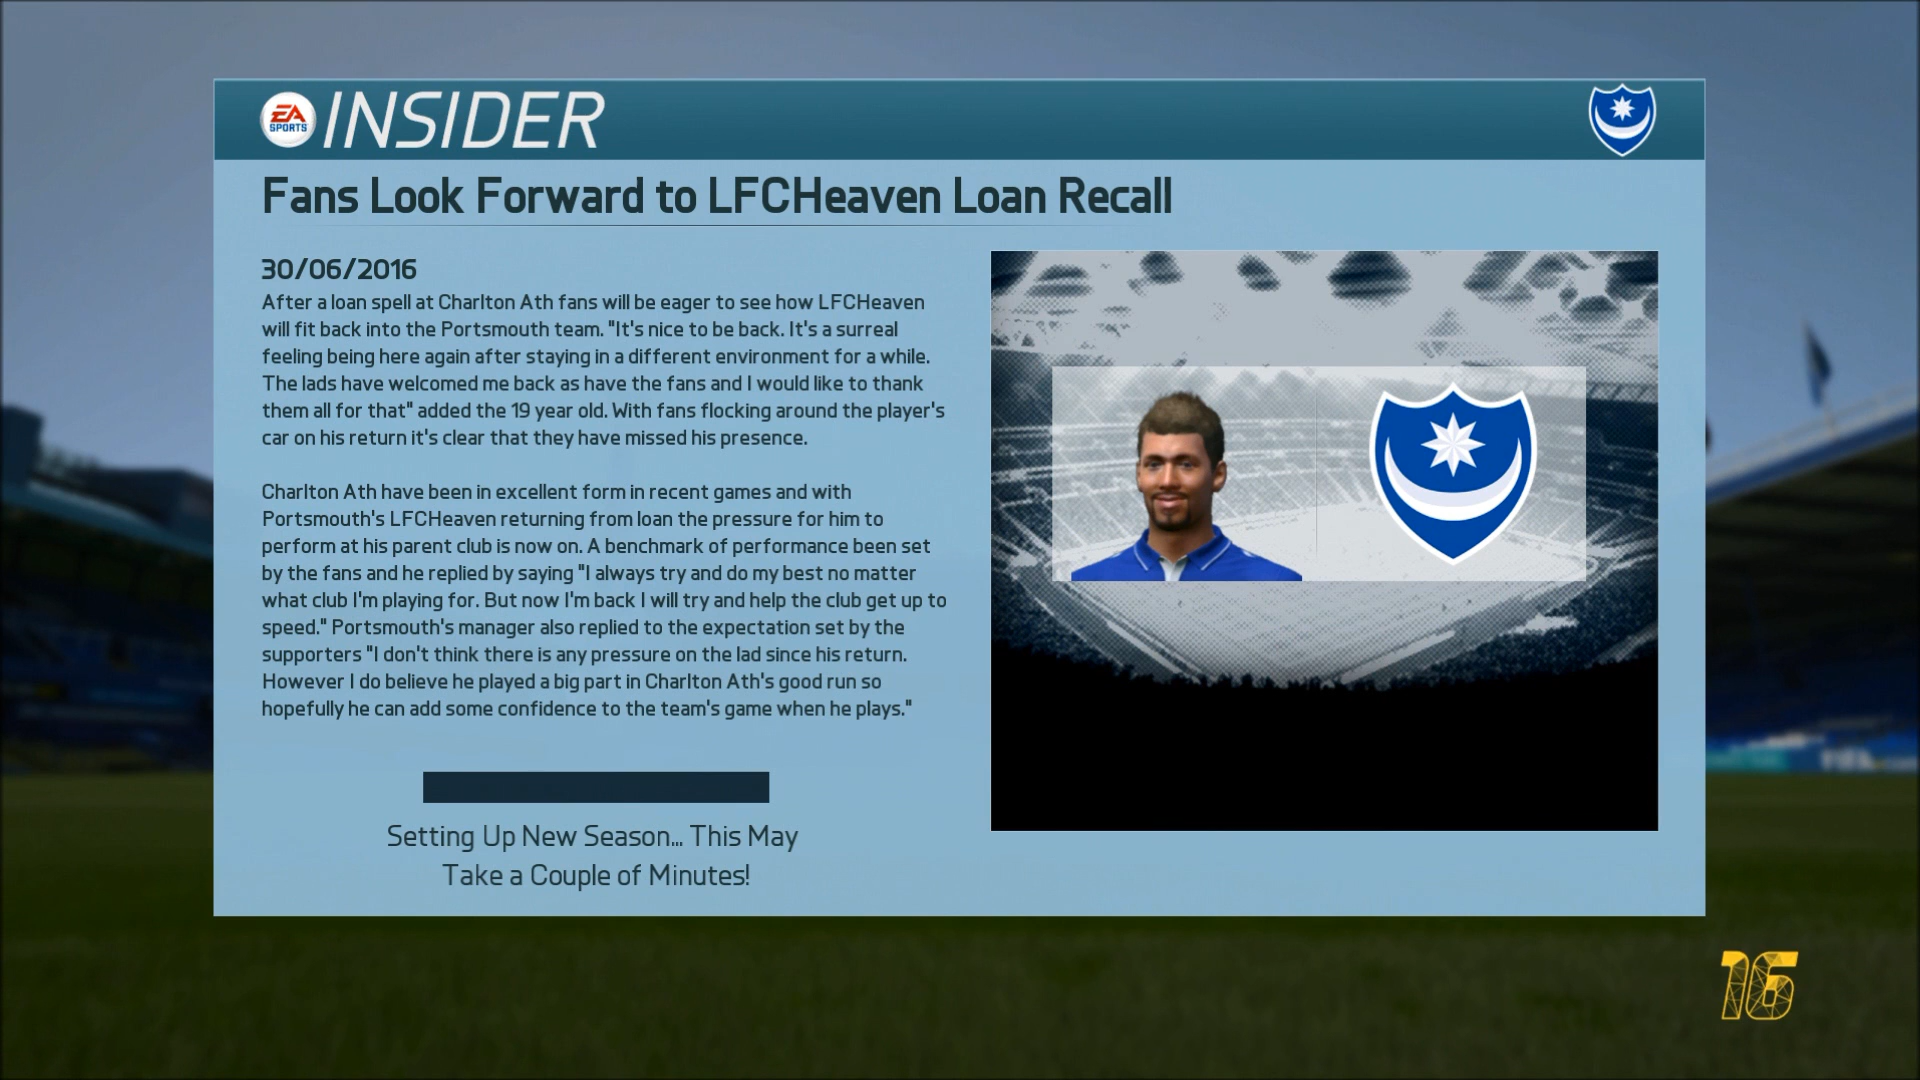 EA
SPORTS
INSIDER
Fans Look Forward to LFCHeaven Loan Recall
30/06/2016
After a loan spell at Charlton Ath fans will be eager to see how LFCHeaven
will fit back into the Portsmouth team. "It's nice to be back. It's a surreal
feeling being here again after staying in a different environment for a while.
The lads have welcomed me back as have the fans and I would like to thank
them all for that" added the 19 year old. With fans flocking around the player's
car on his return it's clear that they have missed his presence.
Charlton Ath have been in excellent form in recent games and with
Portsmouth's LFCHeaven returning from loan the pressure for him to
perform at his parent club is now on. A benchmark of performance been set
by the fans and he replied by saying "I always try and do my best no matter
what club I'm playing for. But now I'm back I will try and help the club get up to
speed." Portsmouth's manager also replied to the expectation set by the
supporters "I don't think there is any pressure on the lad since his return.
However I do believe he played a big part in Charlton Ath's good run so
hopefully he can add some confidence to the team's game when he plays."
Setting Up New Season... This May
Take a Couple of Minutes!
16